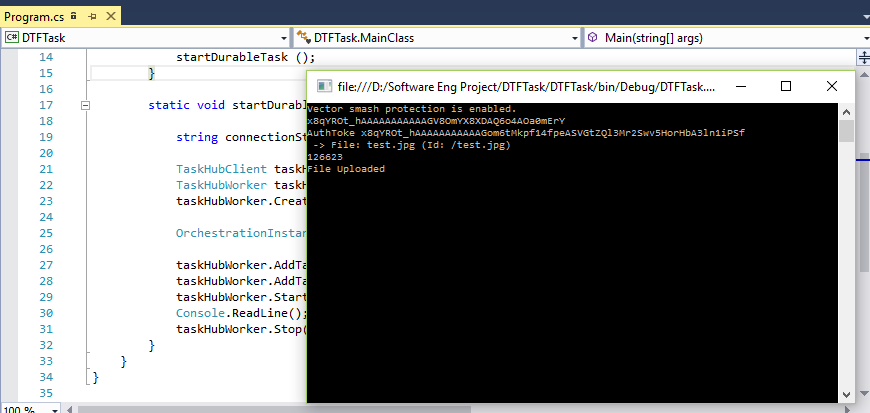 Program.cs
DTFTask
DTFTask.MainClass
Main(string[] args)
14 startDurableTask ();
15 }
16
17 static void startDurabl
18
19 string connectionSt
20
21 TaskHubClient taskH
22 TaskHubWorker taskH
23 taskHubWorker.Creat
24
25 OrchestrationInstan
26
27 taskHubWorker.AddTa
28 taskHubWorker.AddTa
29 taskHubWorker.Start
30 Console.ReadLine();
31 taskHubWorker.Stop(
32 }
33 }
34 }
35
100 %
file:///D:/Software Eng Project/DTFTask/DTFTask/bin/Debug/DTFTask....
Vector smash protection is enabled.
x8qYROt_hAAAAAAAAAAAGV8OmYX8XDAQ6o4AOa0mErY
AuthToke x8qYROt_hAAAAAAAAAAAGom6tMkpf14fpeASVGtZQl3Mr2Swv5HorHbA3ln1iPSf
-> File: test.jpg (Id: /test.jpg)
126623
File Uploaded